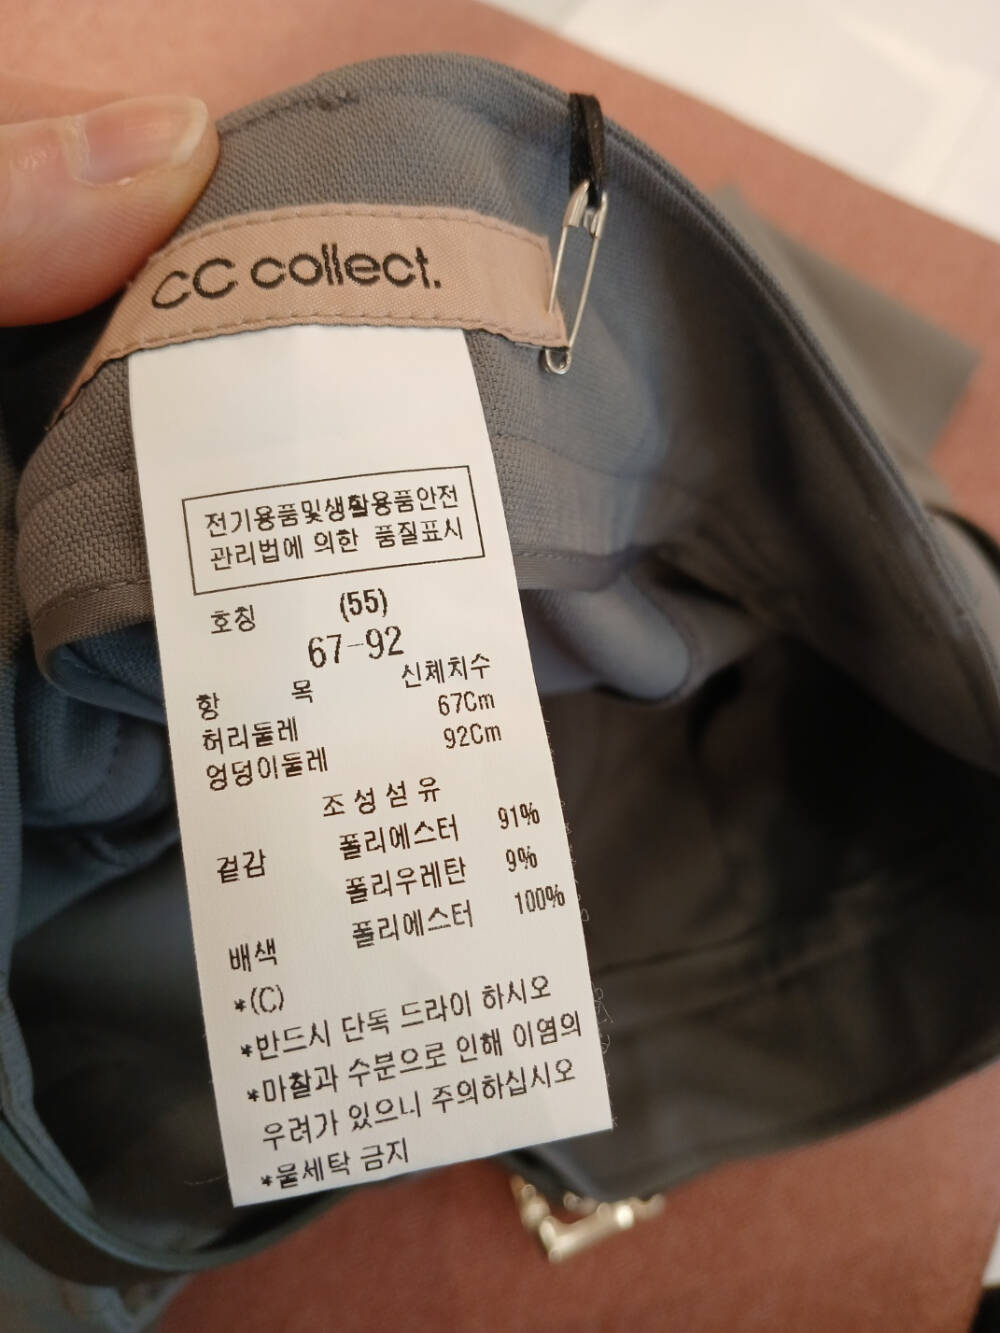 CC collect.
전기용품및생활용품안전
관리법에 의한 품질표시
호칭 (55)
67-92
항 목 신체치수
허리둘레 67Cm
엉덩이둘레 92Cm
조성섬유
겉감 폴리에스터 91%
폴리우레탄 9%
배색 폴리에스터 100%
*(C)
*반드시 단독 드라이 하시오
*마찰과 수분으로 인해 이염의
우려가 있으니 주의하십시오
*물세탁 금지